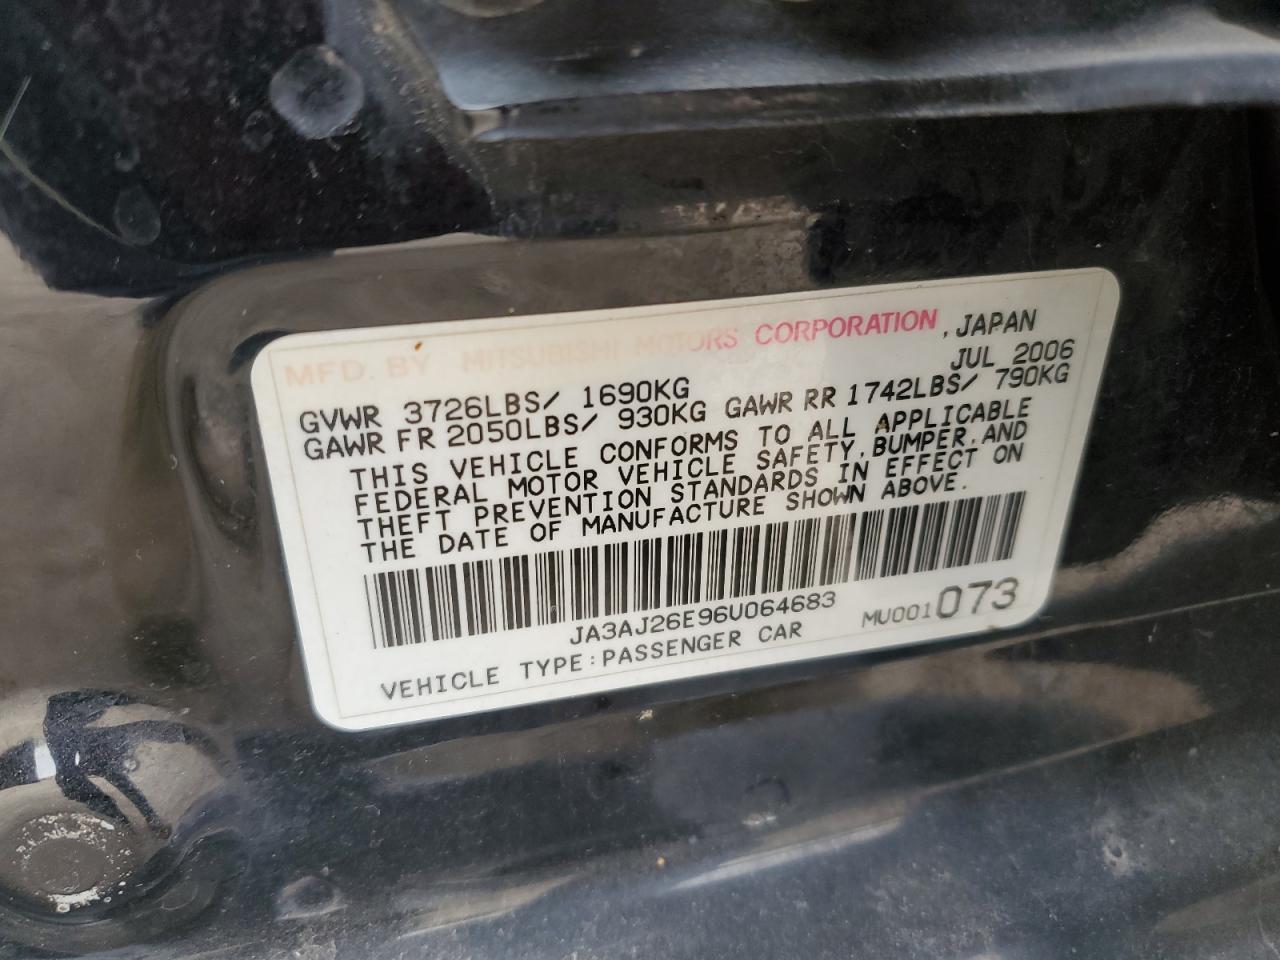 MFD. BY MITSUBISHI MOTORS CORPORATION, JAPAN
JUL 2006
GVWR 3726LBS/ 1690KG
GAWR FR 2050LBS/ 930KG GAWR RR 1742LBS/ 790KG
THIS VEHICLE CONFORMS TO ALL APPLICABLE
FEDERAL MOTOR VEHICLE SAFETY, BUMPER, AND
THEFT PREVENTION STANDARDS IN EFFECT ON
THE DATE OF MANUFACTURE SHOWN ABOVE.
JA3AJ26E96U064683
MU001073
VEHICLE TYPE:PASSENGER CAR